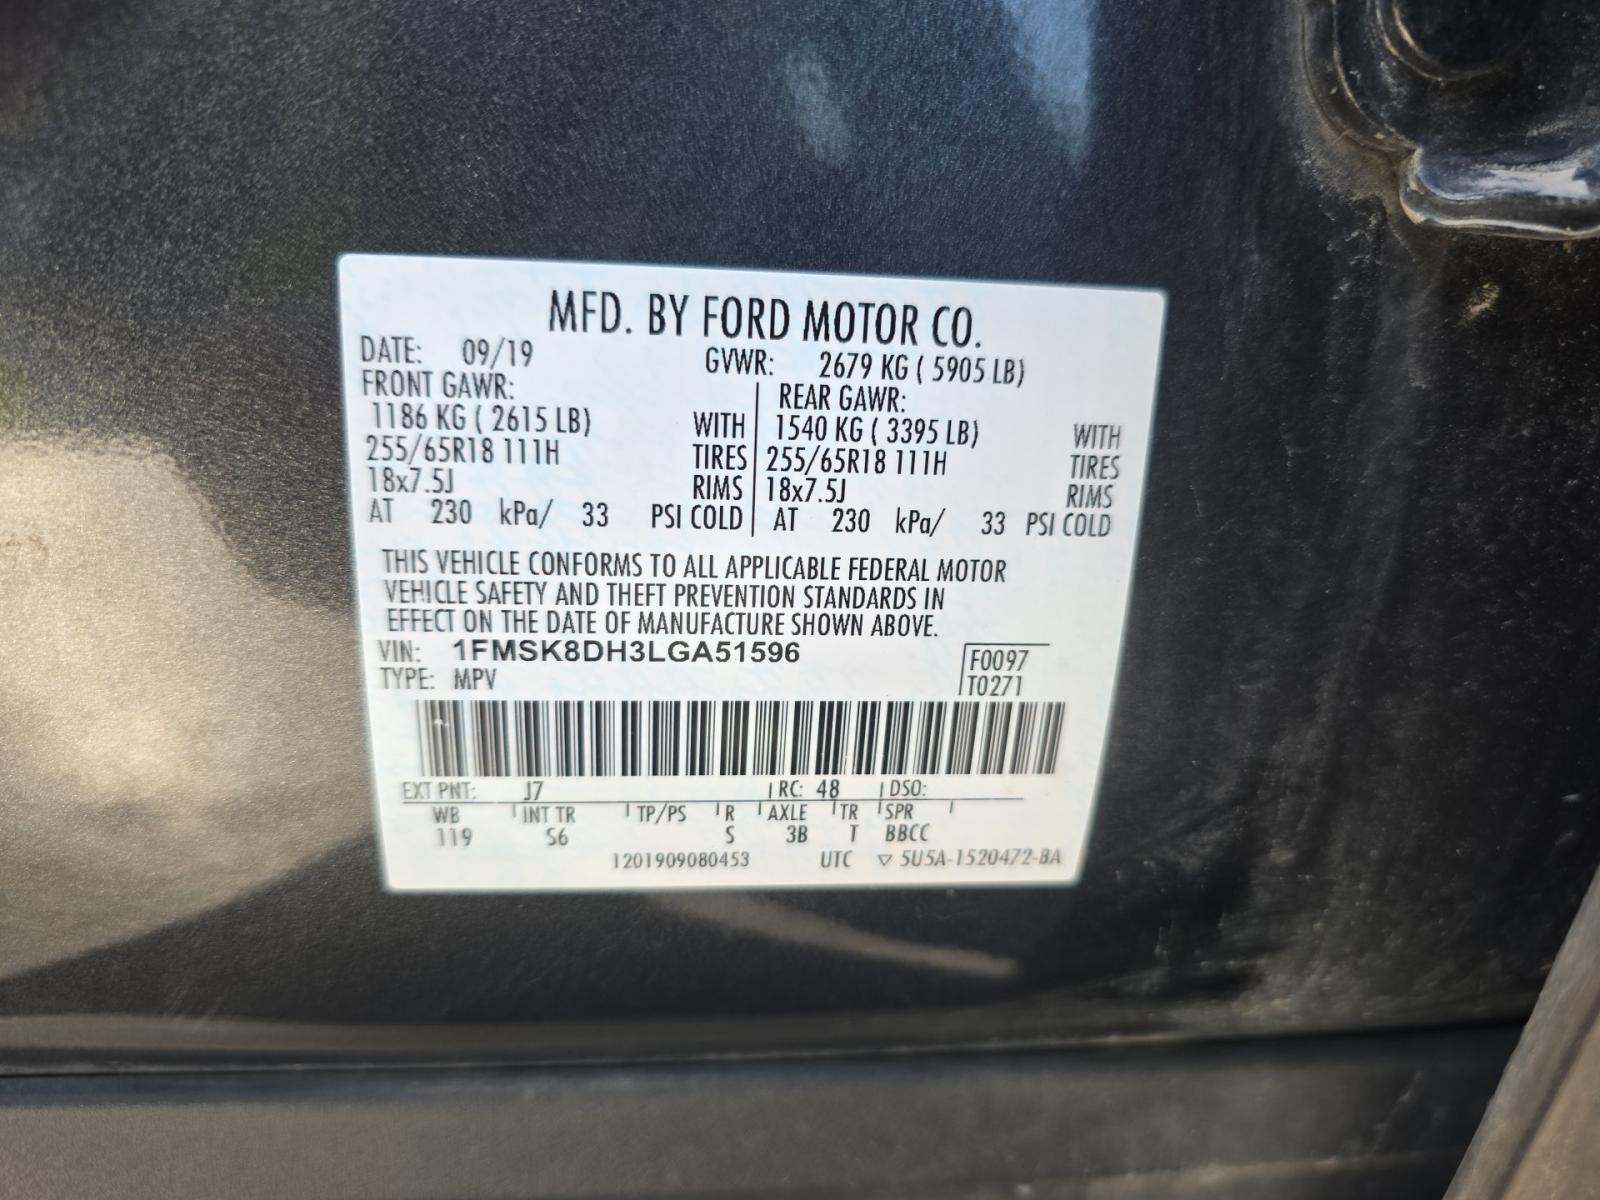 MFD. BY FORD MOTOR CO.
DATE: 09/19 GVWR: 2679 KG ( 5905 LB)
FRONT GAWR: REAR GAWR:
1186 KG ( 2615 LB) WITH 1540 KG ( 3395 LB) WITH
255/65R18 111H TIRES 255/65R18 111H TIRES
18x7.5J RIMS 18x7.5J RIMS
AT 230 kPa/ 33 PSI COLD AT 230 kPa/ 33 PSI COLD
THIS VEHICLE CONFORMS TO ALL APPLICABLE FEDERAL MOTOR
VEHICLE SAFETY AND THEFT PREVENTION STANDARDS IN
EFFECT ON THE DATE OF MANUFACTURE SHOWN ABOVE.
VIN: 1FMSK8DH3LGA51596 F0097
TYPE: MPV T0271
EXT PNT: J7 RC: 48 DSO:
WB INT TR TP/PS R AXLE TR SPR
119 S6 S 3B T BBCC
1201909080453 UTC ▽ 5U5A-1520472-BA